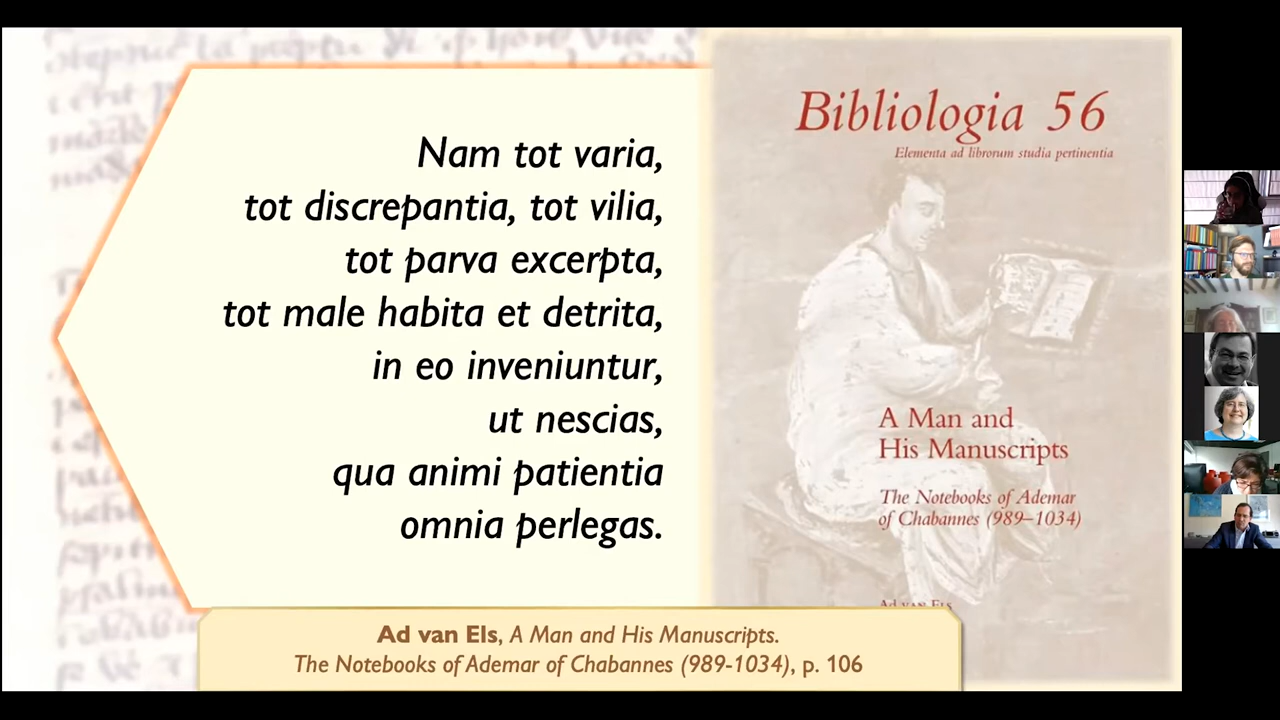 Nam tot varia,
tot discrepantia, tot vilia,
tot parva excerpta,
tot male habita et detrita,
in eo inveniuntur,
ut nescias,
qua animi patientia
omnia perlegas.
Bibliologia 56
Elementa ad librorum studia pertinentia
A Man and
His Manuscripts
The Notebooks of Ademar
of Chabannes (989–1034)
Ad van Els
Ad van Els, A Man and His Manuscripts.
The Notebooks of Ademar of Chabannes (989-1034), p. 106